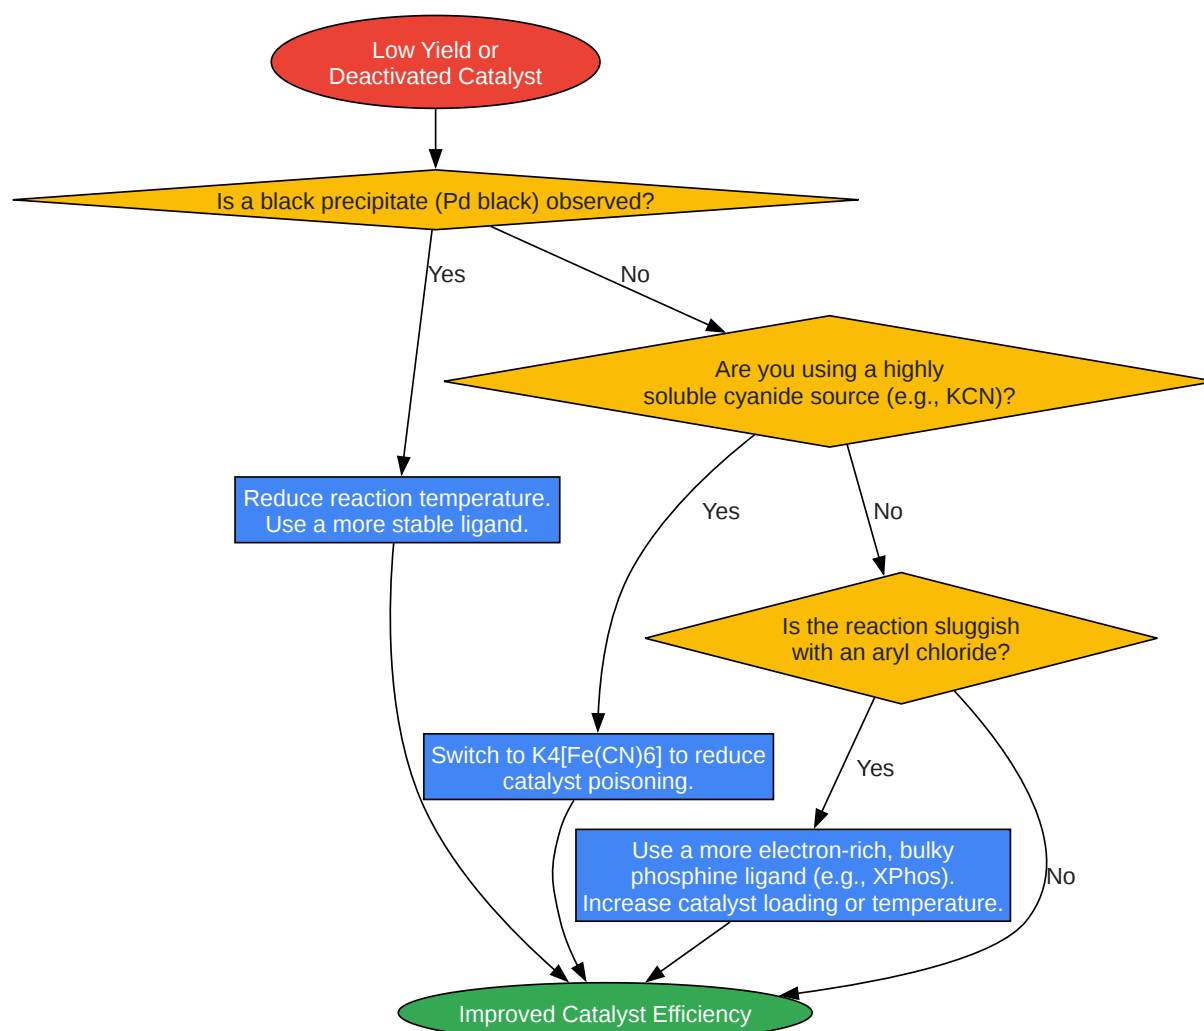 Low Yield or
Deactivated Catalyst
Is a black precipitate (Pd black) observed?
Yes
No
Are you using a highly
soluble cyanide source (e.g., KCN)?
Reduce reaction temperature.
Use a more stable ligand.
Yes
No
Is the reaction sluggish
with an aryl chloride?
Switch to K4[Fe(CN)6] to reduce
catalyst poisoning.
Yes
Use a more electron-rich, bulky
phosphine ligand (e.g., XPhos).
Increase catalyst loading or temperature.
No
Improved Catalyst Efficiency